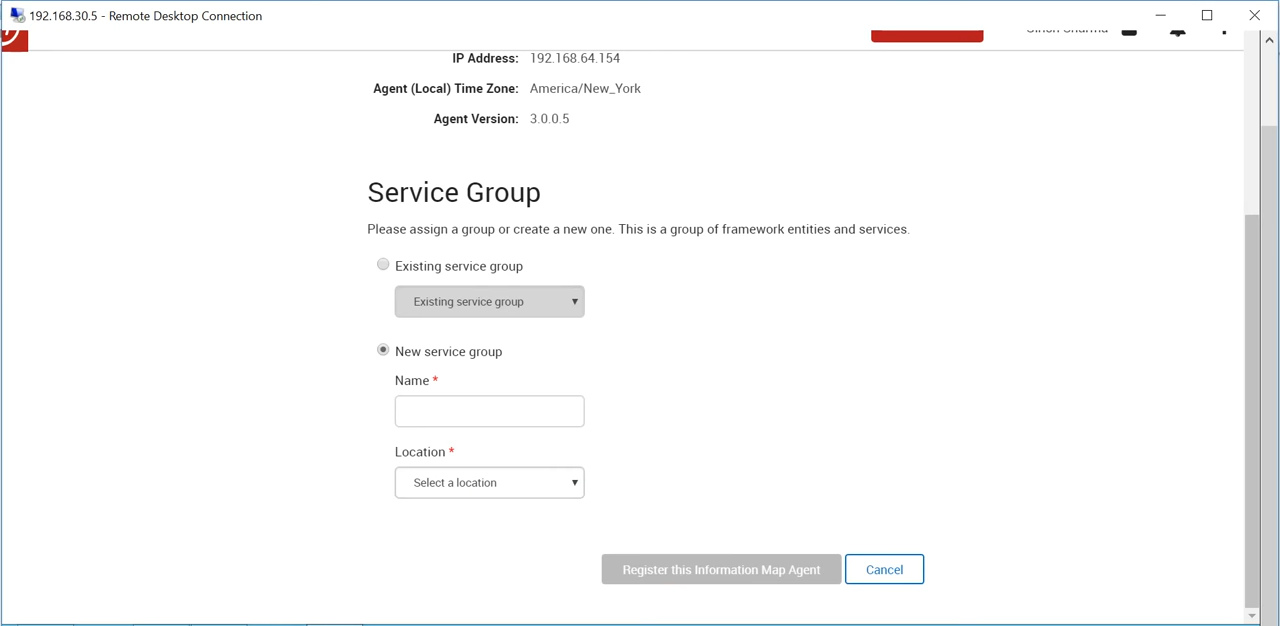 192.168.30.5 - Remote Desktop Connection
IP Address: 192.168.64.154
Agent (Local) Time Zone: America/New_York
Agent Version: 3.0.0.5
Service Group
Please assign a group or create a new one. This is a group of framework entities and services.
Existing service group
Existing service group
New service group
Name *
Location *
Select a location
Register this Information Map Agent
Cancel